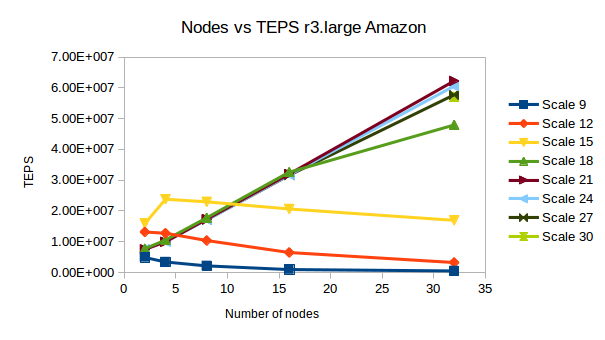 Nodes vs TEPS r3.large Amazon
7.00E+007
6.00E+007
5.00E+007
4.00E+007
3.00E+007
2.00E+007
1.00E+007
0.00E+000
TEPS
0 5 10 15 20 25 30 35
Number of nodes
Scale 9
Scale 12
Scale 15
Scale 18
Scale 21
Scale 24
Scale 27
Scale 30